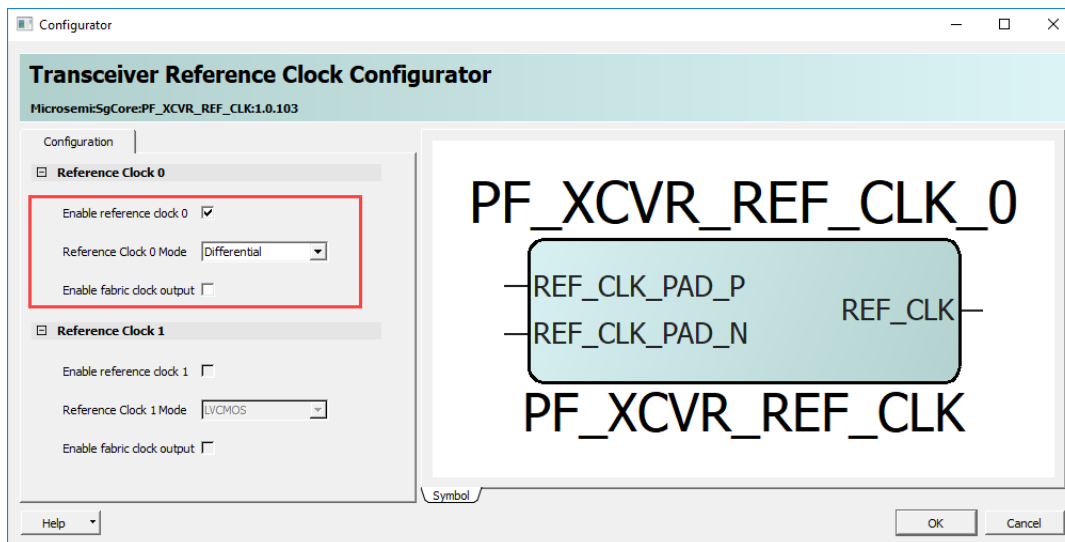 Configurator
Transceiver Reference Clock Configurator
Microsemi:SgCore:PF_XCVR_REF_CLK:1.0.103
Configuration
Reference Clock 0
Enable reference clock 0
Reference Clock 0 Mode Differential
Enable fabric clock output
Reference Clock 1
Enable reference clock 1
Reference Clock 1 Mode LVCMOS
Enable fabric clock output
PF_XCVR_REF_CLK_0
REF_CLK_PAD_P
REF_CLK_PAD_N
REF_CLK
PF_XCVR_REF_CLK
Symbol
Help OK Cancel